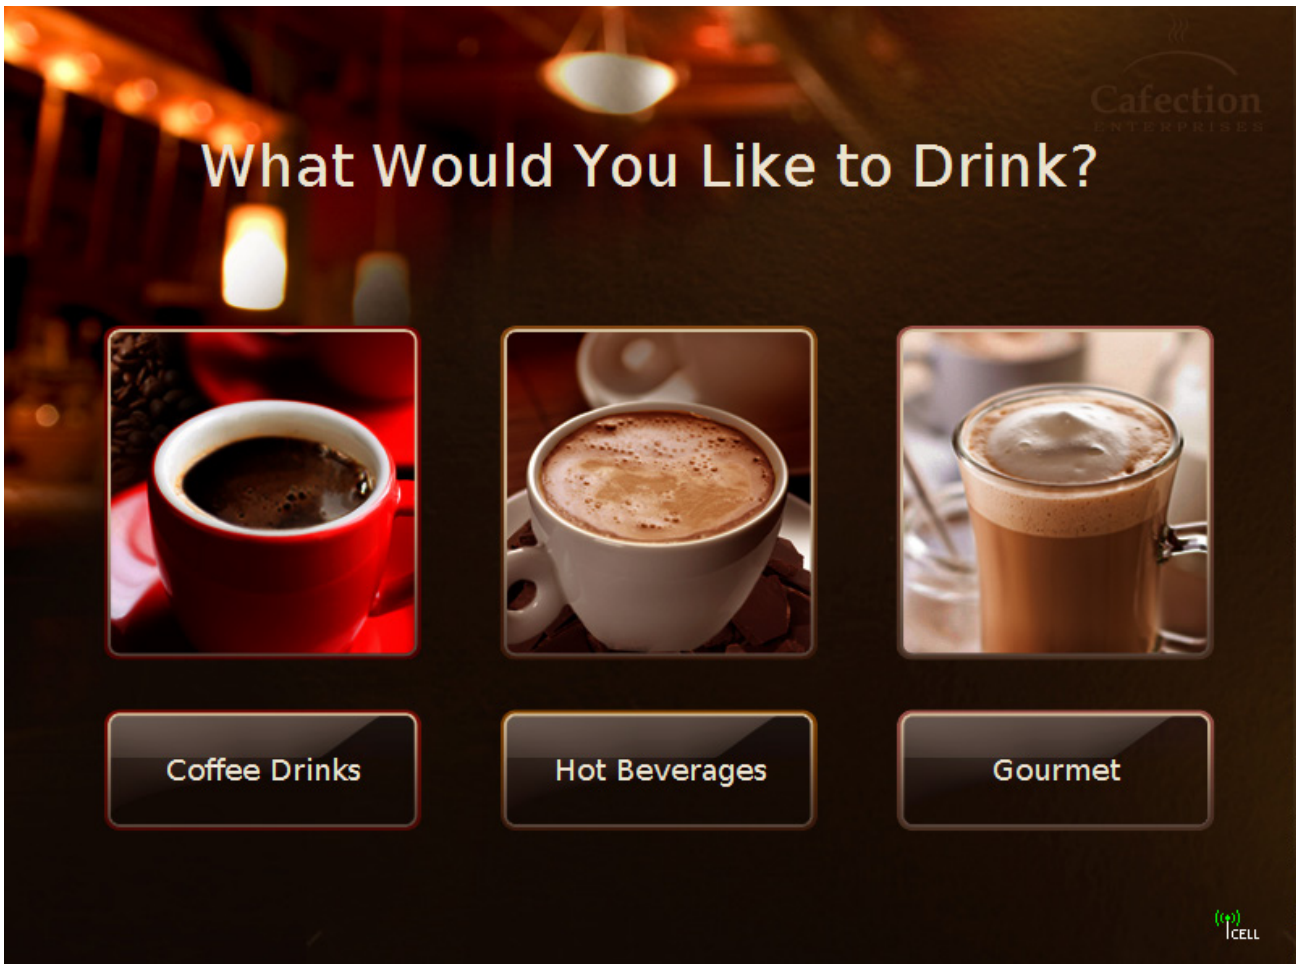 Cafection
ENTERPRISES
What Would You Like to Drink?
Coffee Drinks
Hot Beverages
Gourmet
CELL